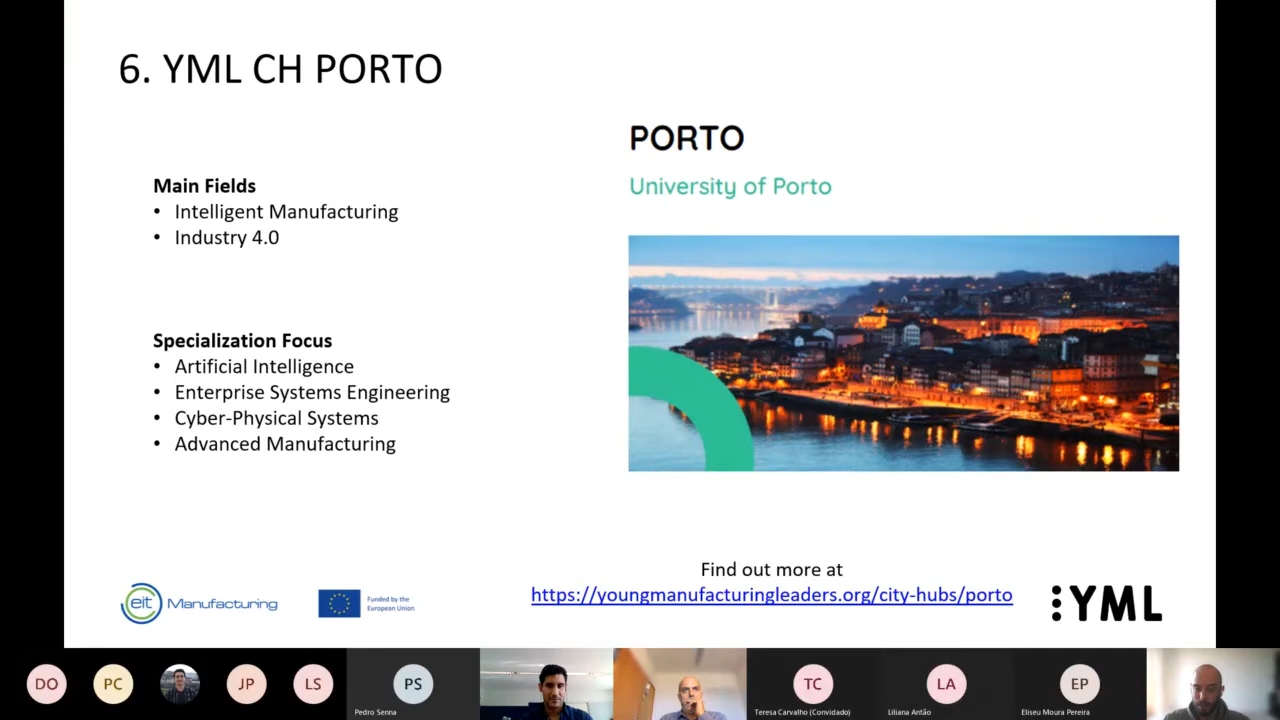 6. YML CH PORTO
PORTO
University of Porto
Main Fields
• Intelligent Manufacturing
• Industry 4.0
Specialization Focus
• Artificial Intelligence
• Enterprise Systems Engineering
• Cyber-Physical Systems
• Advanced Manufacturing
eit Manufacturing
Funded by the
European Union
Find out more at
https://youngmanufacturingleaders.org/city-hubs/porto
YML
DO
PC
JP
LS
PS
Pedro Senna
TC
Teresa Carvalho (Convidado)
LA
Liliana Antão
EP
Eliseu Moura Pereira